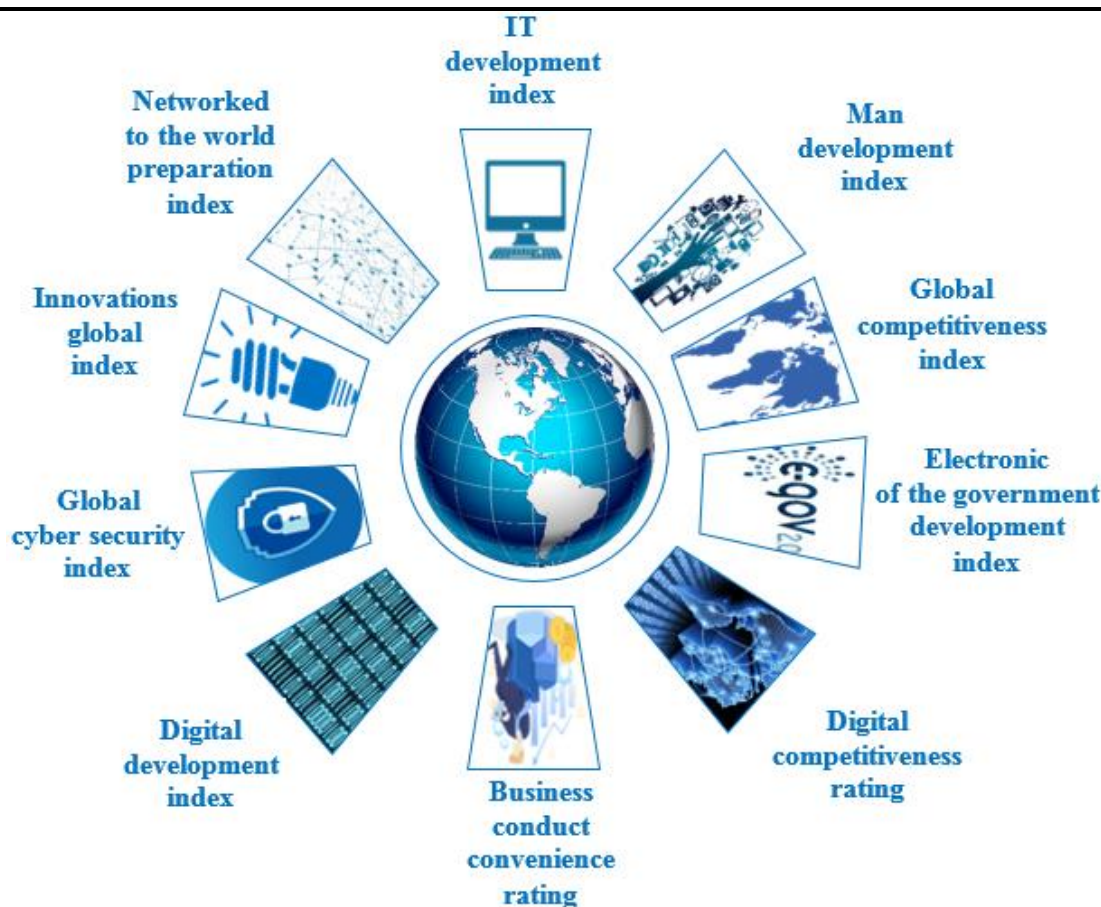 IT
development
index
Man
development
index
Global
competitiveness
index
Electronic
of the government
development
index
Digital
competitiveness
rating
Business
conduct
convenience
rating
Digital
development
index
Global
cyber security
index
Innovations
global
index
Networked
to the world
preparation
index
e-gov
20